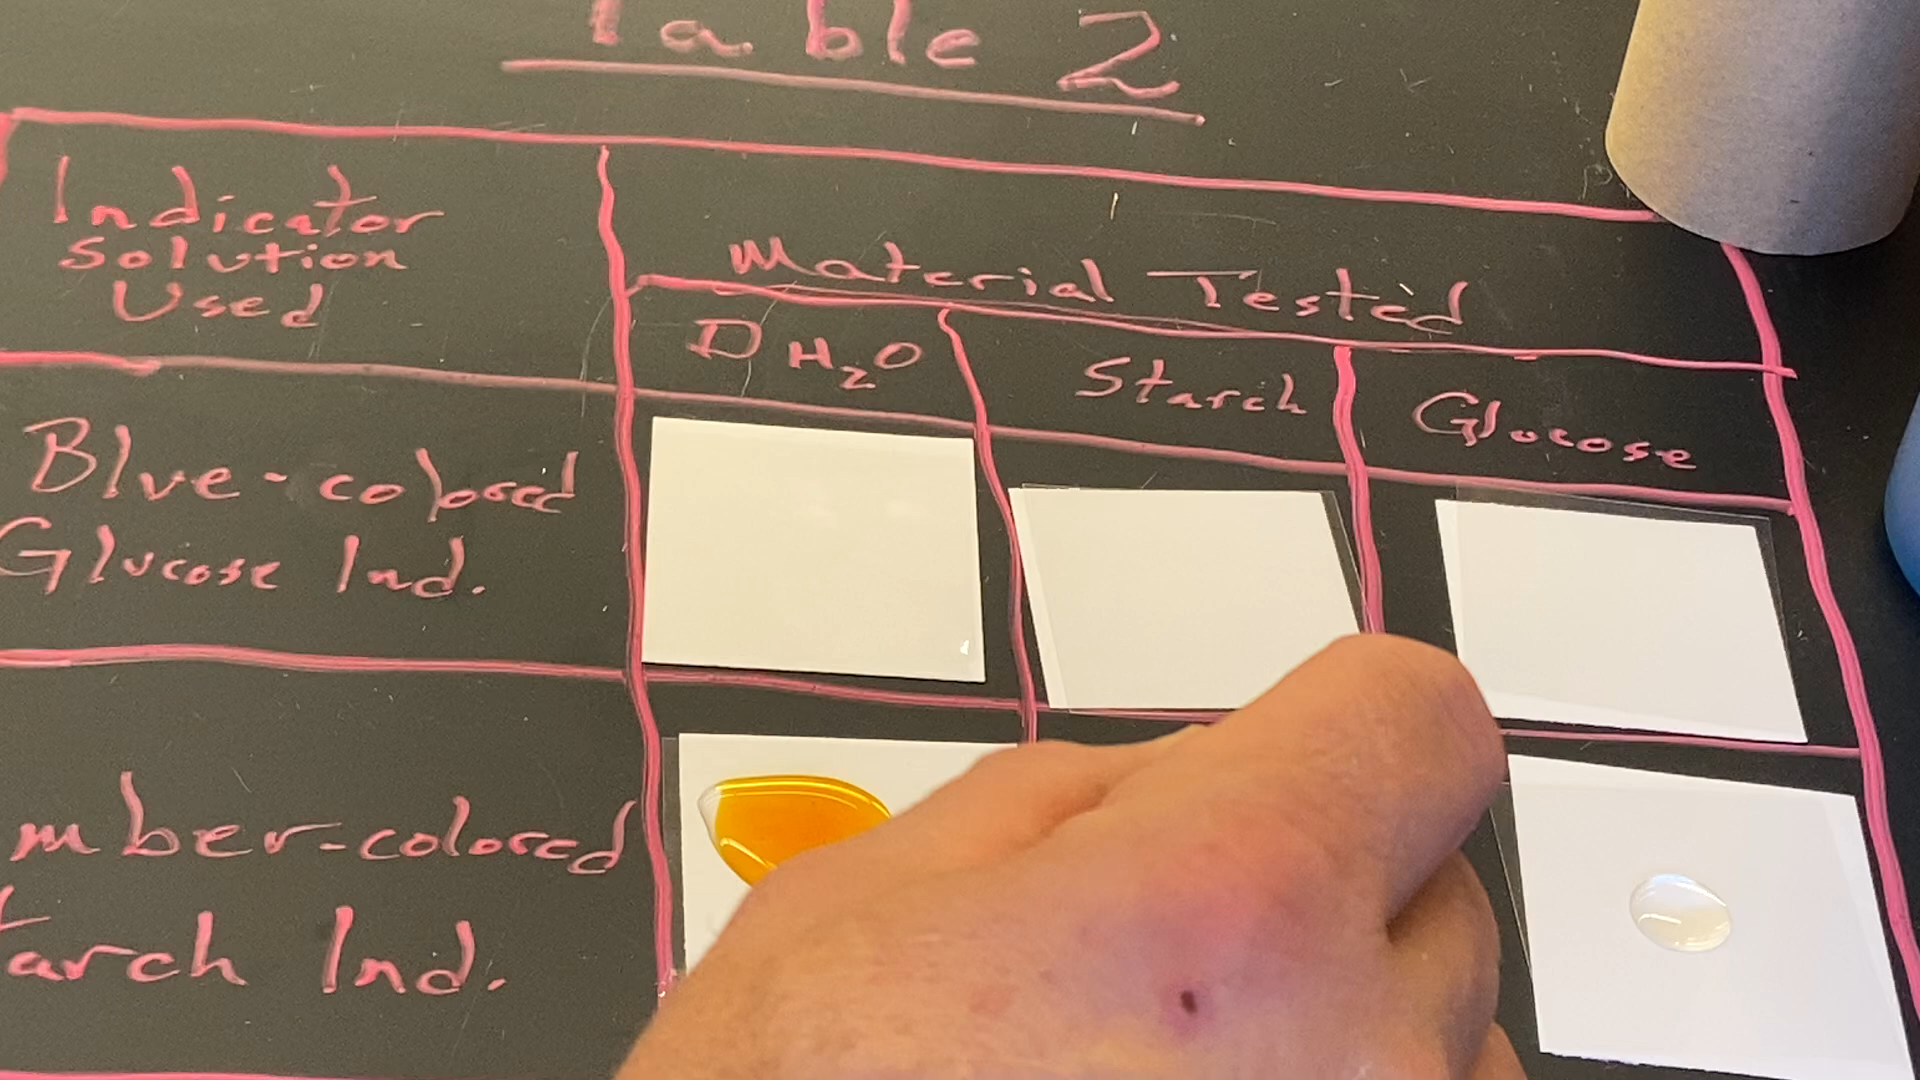 Table 2
Indicator
Solution
Used
Material Tested
DH₂O
Starch
Glucose
Blue-colored
Glucose Ind.
mber-colored
tarch Ind.